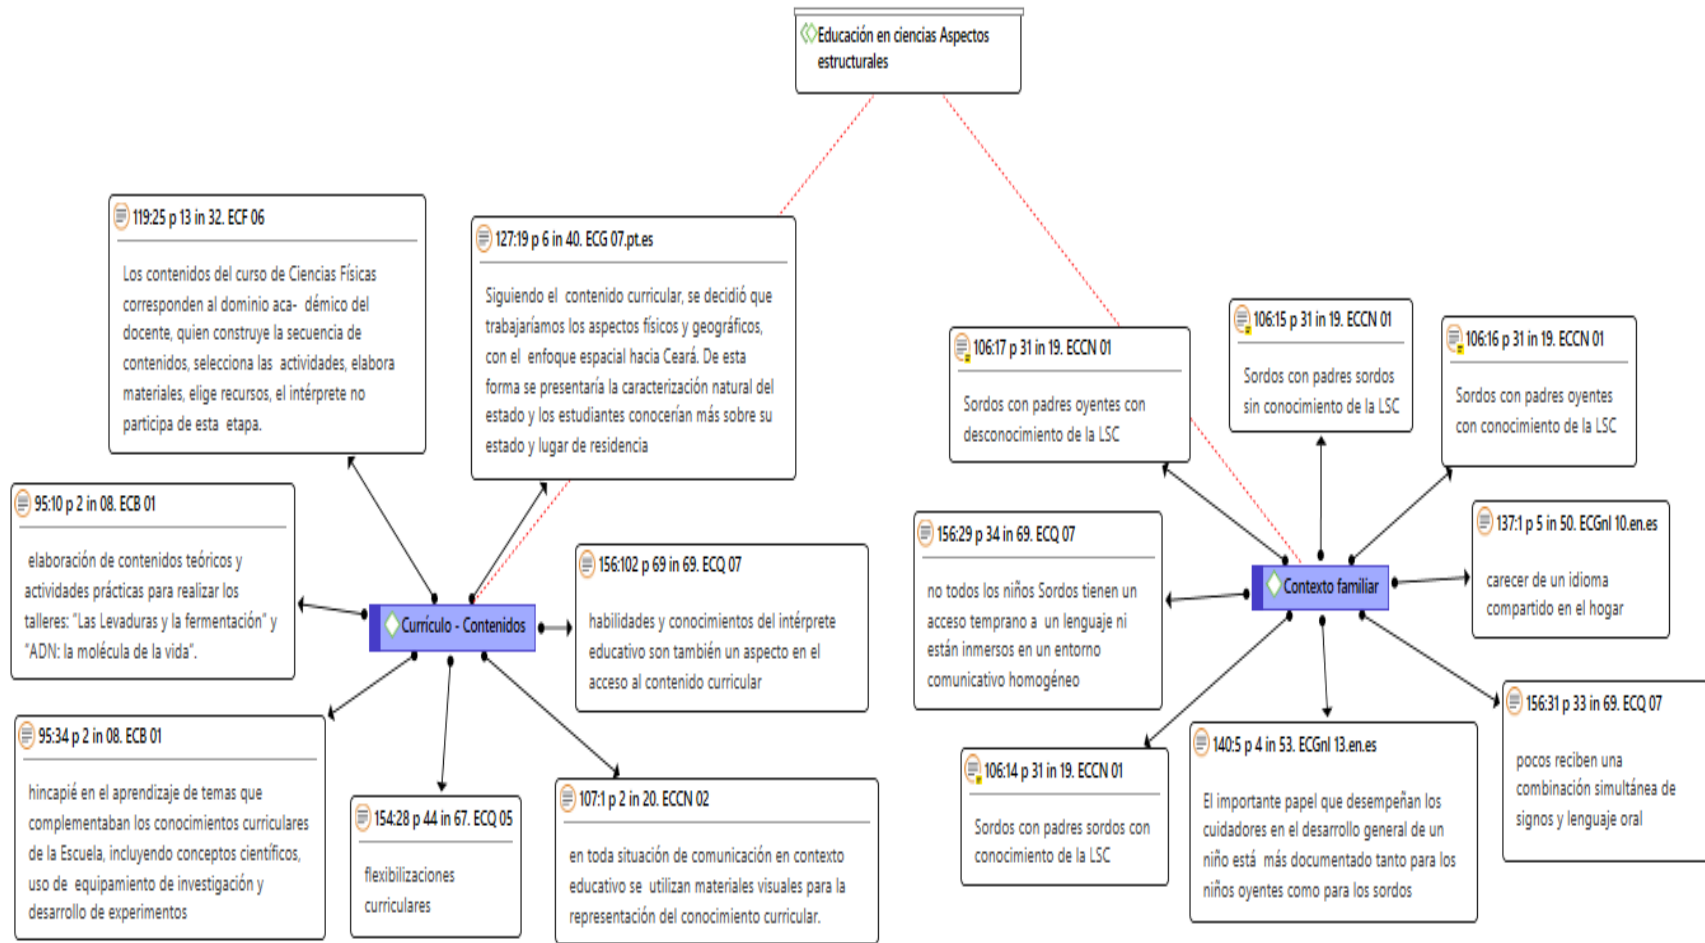 Educación en ciencias Aspectos
estructurales
119:25 p 13 in 32. ECF 06
Los contenidos del curso de Ciencias Físicas
corresponden al dominio aca- démico del
docente, quien construye la secuencia de
contenidos, selecciona las actividades, elabora
materiales, elige recursos, el intérprete no
participa de esta etapa.
127:19 p 6 in 40. ECG 07.pt.es
Siguiendo el contenido curricular, se decidió que
trabajaríamos los aspectos físicos y geográficos,
con el enfoque espacial hacia Ceará. De esta
forma se presentaría la caracterización natural del
estado y los estudiantes conocerían más sobre su
estado y lugar de residencia
95:10 p 2 in 08. ECB 01
elaboración de contenidos teóricos y
actividades prácticas para realizar los
talleres: "Las Levaduras y la fermentación" y
"ADN: la molécula de la vida".
156:102 p 69 in 69. ECQ 07
habilidades y conocimientos del intérprete
educativo son también un aspecto en el
acceso al contenido curricular
Currículo - Contenidos
95:34 p 2 in 08. ECB 01
hincapié en el aprendizaje de temas que
complementaban los conocimientos curriculares
de la Escuela, incluyendo conceptos científicos,
uso de equipamiento de investigación y
desarrollo de experimentos
154:28 p 44 in 67. ECQ 05
flexibilizaciones
curriculares
107:1 p 2 in 20. ECCN 02
en toda situación de comunicación en contexto
educativo se utilizan materiales visuales para la
representación del conocimiento curricular.
106:17 p 31 in 19. ECCN 01
Sordos con padres oyentes con
desconocimiento de la LSC
106:15 p 31 in 19. ECCN 01
Sordos con padres sordos
sin conocimiento de la LSC
106:16 p 31 in 19. ECCN 01
Sordos con padres oyentes
con conocimiento de la LSC
156:29 p 34 in 69. ECQ 07
no todos los niños Sordos tienen un
acceso temprano a un lenguaje ni
están inmersos en un entorno
comunicativo homogéneo
Contexto familiar
137:1 p 5 in 50. ECGnl 10.en.es
carecer de un idioma
compartido en el hogar
106:14 p 31 in 19. ECCN 01
Sordos con padres sordos con
conocimiento de la LSC
140:5 p 4 in 53. ECGnl 13.en.es
El importante papel que desempeñan los
cuidadores en el desarrollo general de un
niño está más documentado tanto para los
niños oyentes como para los sordos
156:31 p 33 in 69. ECQ 07
pocos reciben una
combinación simultánea de
signos y lenguaje oral